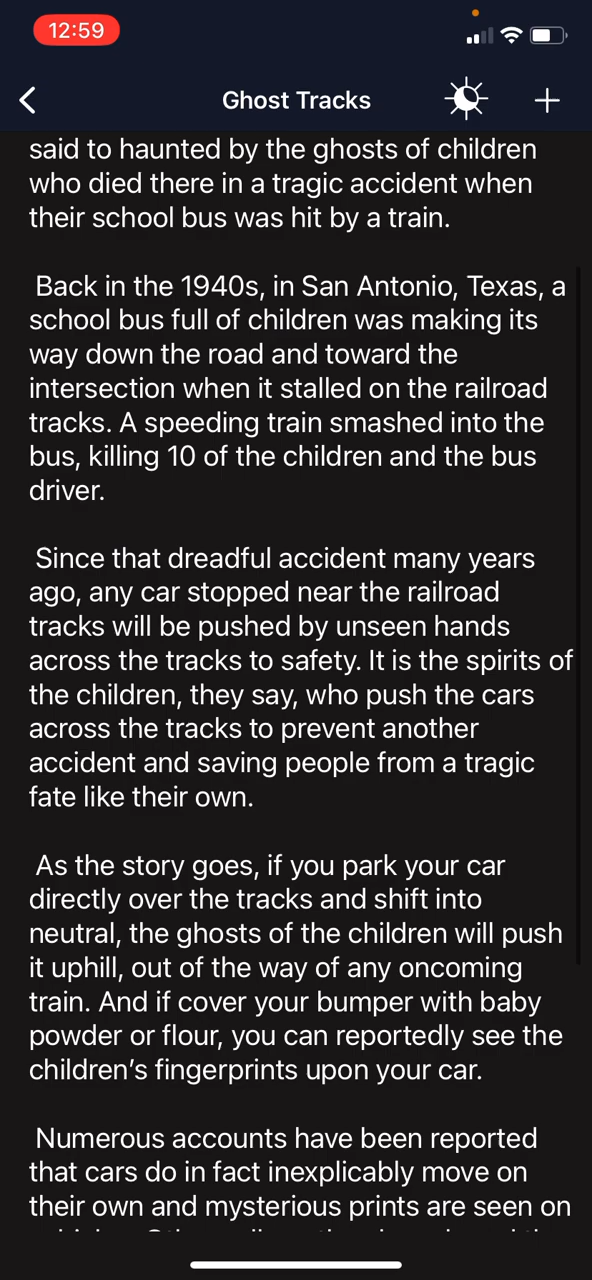 12:59
Ghost Tracks
said to haunted by the ghosts of children
who died there in a tragic accident when
their school bus was hit by a train.
Back in the 1940s, in San Antonio, Texas, a
school bus full of children was making its
way down the road and toward the
intersection when it stalled on the railroad
tracks. A speeding train smashed into the
bus, killing 10 of the children and the bus
driver.
Since that dreadful accident many years
ago, any car stopped near the railroad
tracks will be pushed by unseen hands
across the tracks to safety. It is the spirits of
the children, they say, who push the cars
across the tracks to prevent another
accident and saving people from a tragic
fate like their own.
As the story goes, if you park your car
directly over the tracks and shift into
neutral, the ghosts of the children will push
it uphill, out of the way of any oncoming
train. And if cover your bumper with baby
powder or flour, you can reportedly see the
children’s fingerprints upon your car.
Numerous accounts have been reported
that cars do in fact inexplicably move on
their own and mysterious prints are seen on